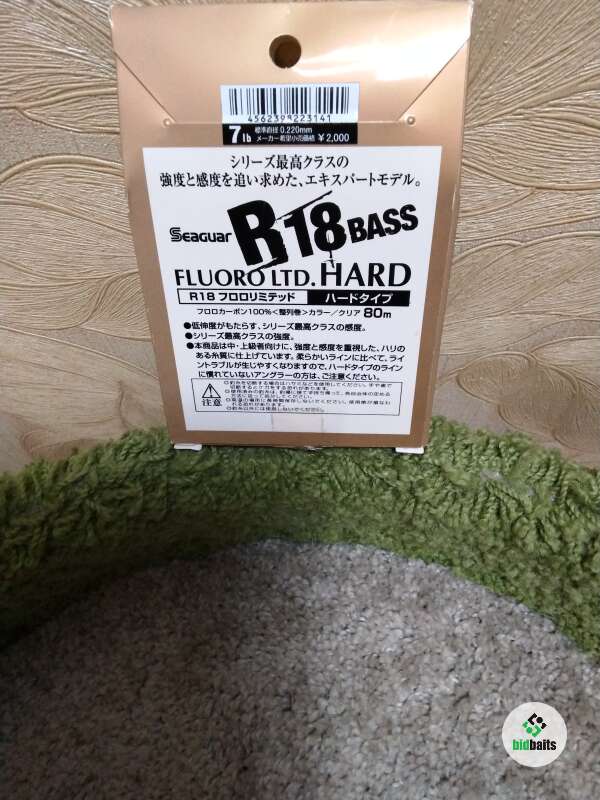 4562398223141
7lb 標準直径 0.220mm
メーカー希望小売価格 ¥2,000
シリーズ最高クラスの
強度と感度を追い求めた、エキスパートモデル。
Seaguar R18 BASS
FLUORO LTD. HARD
R18 フロロリミテッド ハードタイプ
フロロカーボン100%<整列巻>カラー/クリア 80m
●低伸度がもたらす、シリーズ最高クラスの感度。
●シリーズ最高クラスの強度。
●本商品は中・上級者向けに、強度と感度を重視した、ハリの
ある糸質に仕上げています。柔らかいラインに比べて、ライ
ントラブルが生じやすくなりますので、ハードタイプのライン
に慣れていないアングラーの方は、ご注意ください。
注意
bidbaits